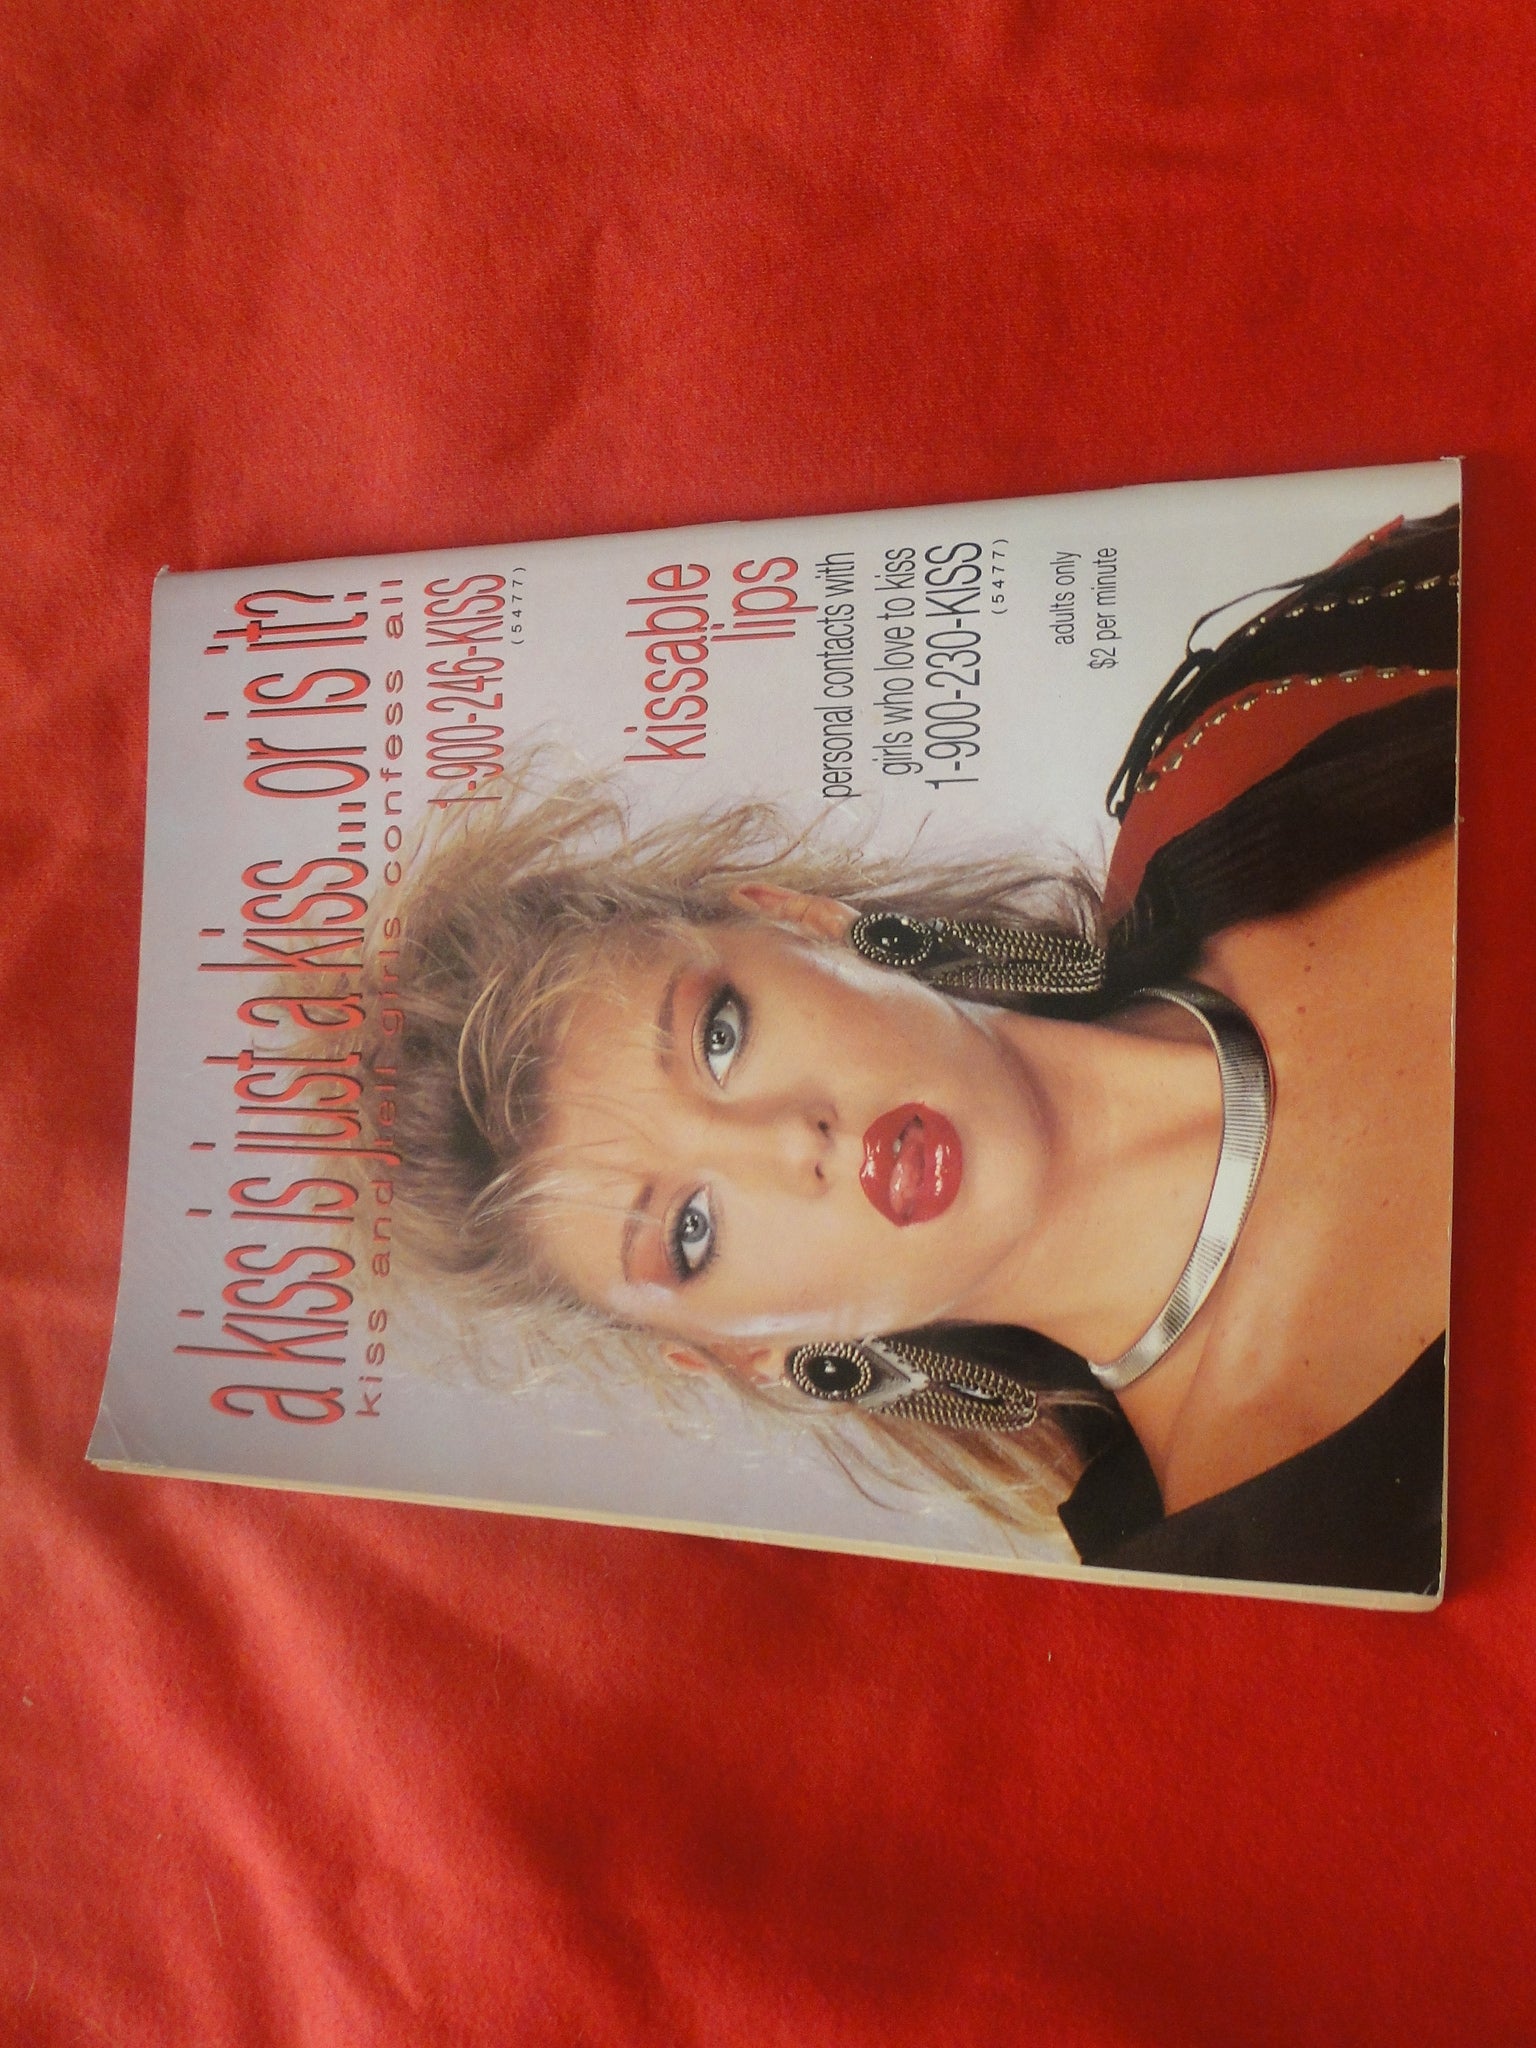 a kiss is just a kiss....or is it?
kiss and tell girls confess all
1-900-246-KISS
(5477)
kissable
lips
personal contacts with
girls who love to kiss
1-900-230-KISS
(5477)
adults only
$2 per minute